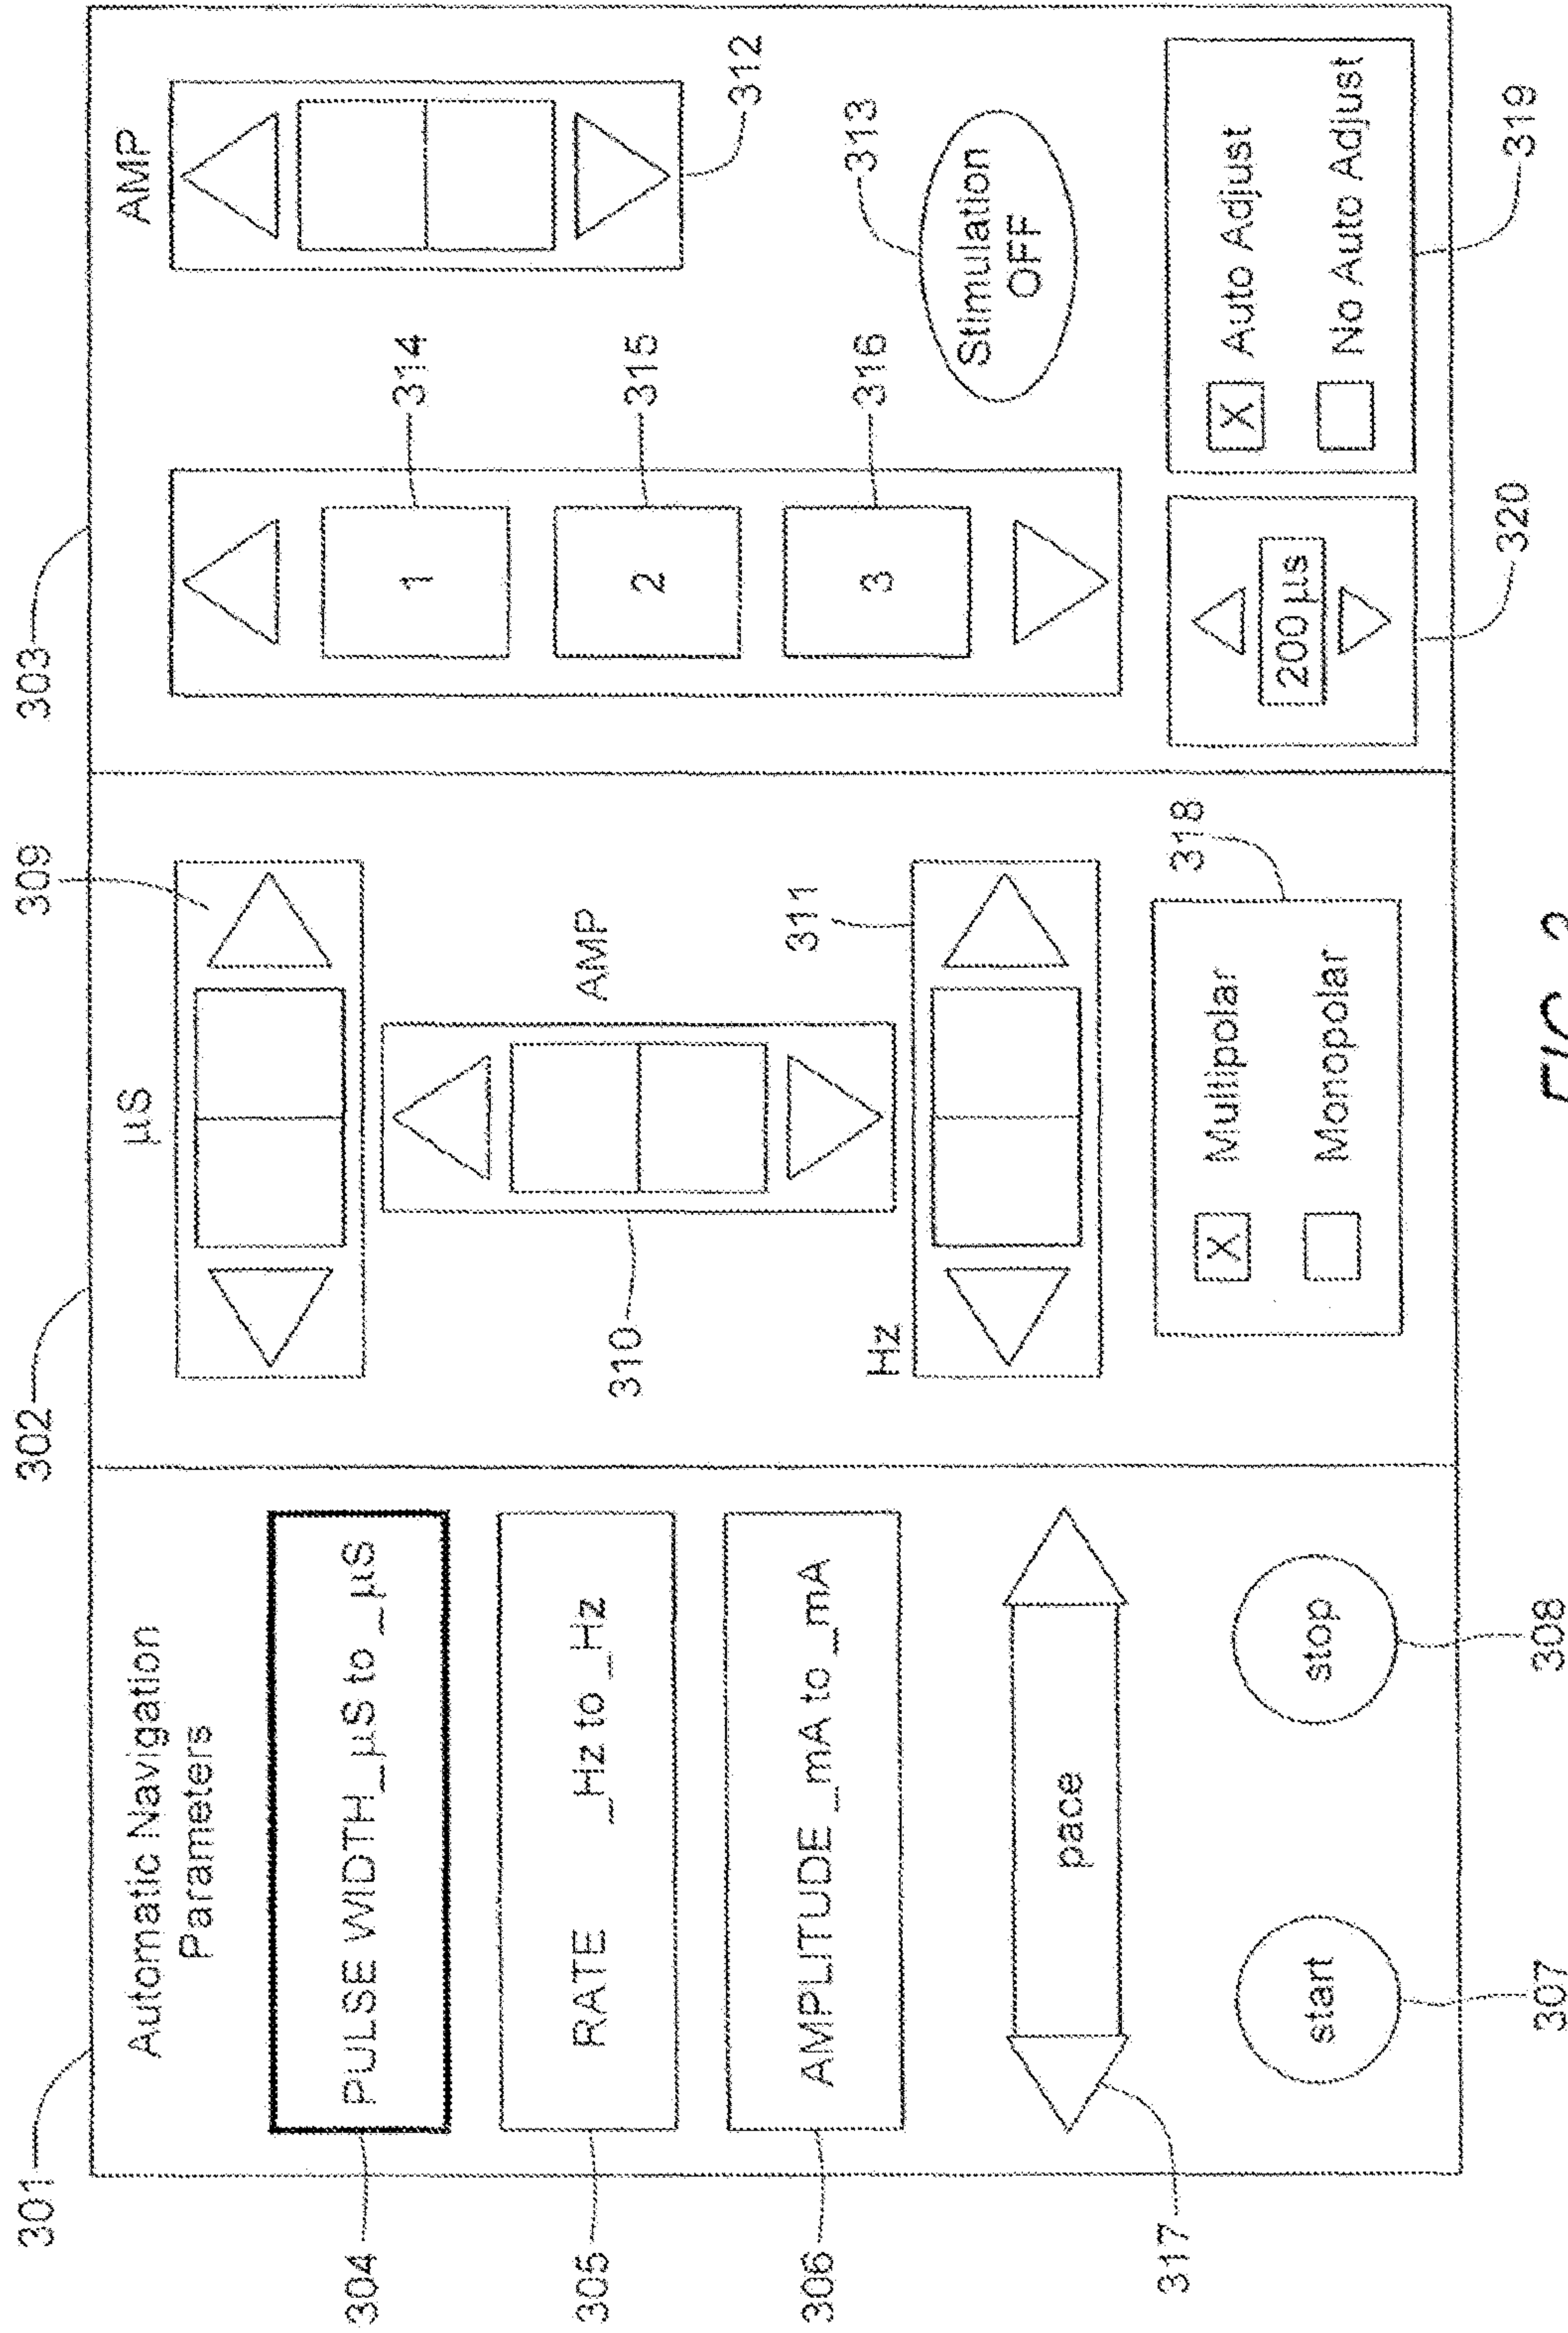 301
302
303
Automatic Navigation
Parameters
304
PULSE WIDTH_µS to _µS
305
RATE _Hz to _Hz
306
AMPLITUDE _mA to _mA
317
pace
start
stop
307
308
µS
309
310
AMP
Hz
311
X Multipolar
Monopolar
318
AMP
312
1
314
2
315
3
316
313
Stimulation
OFF
200 µs
320
X Auto Adjust
No Auto Adjust
319